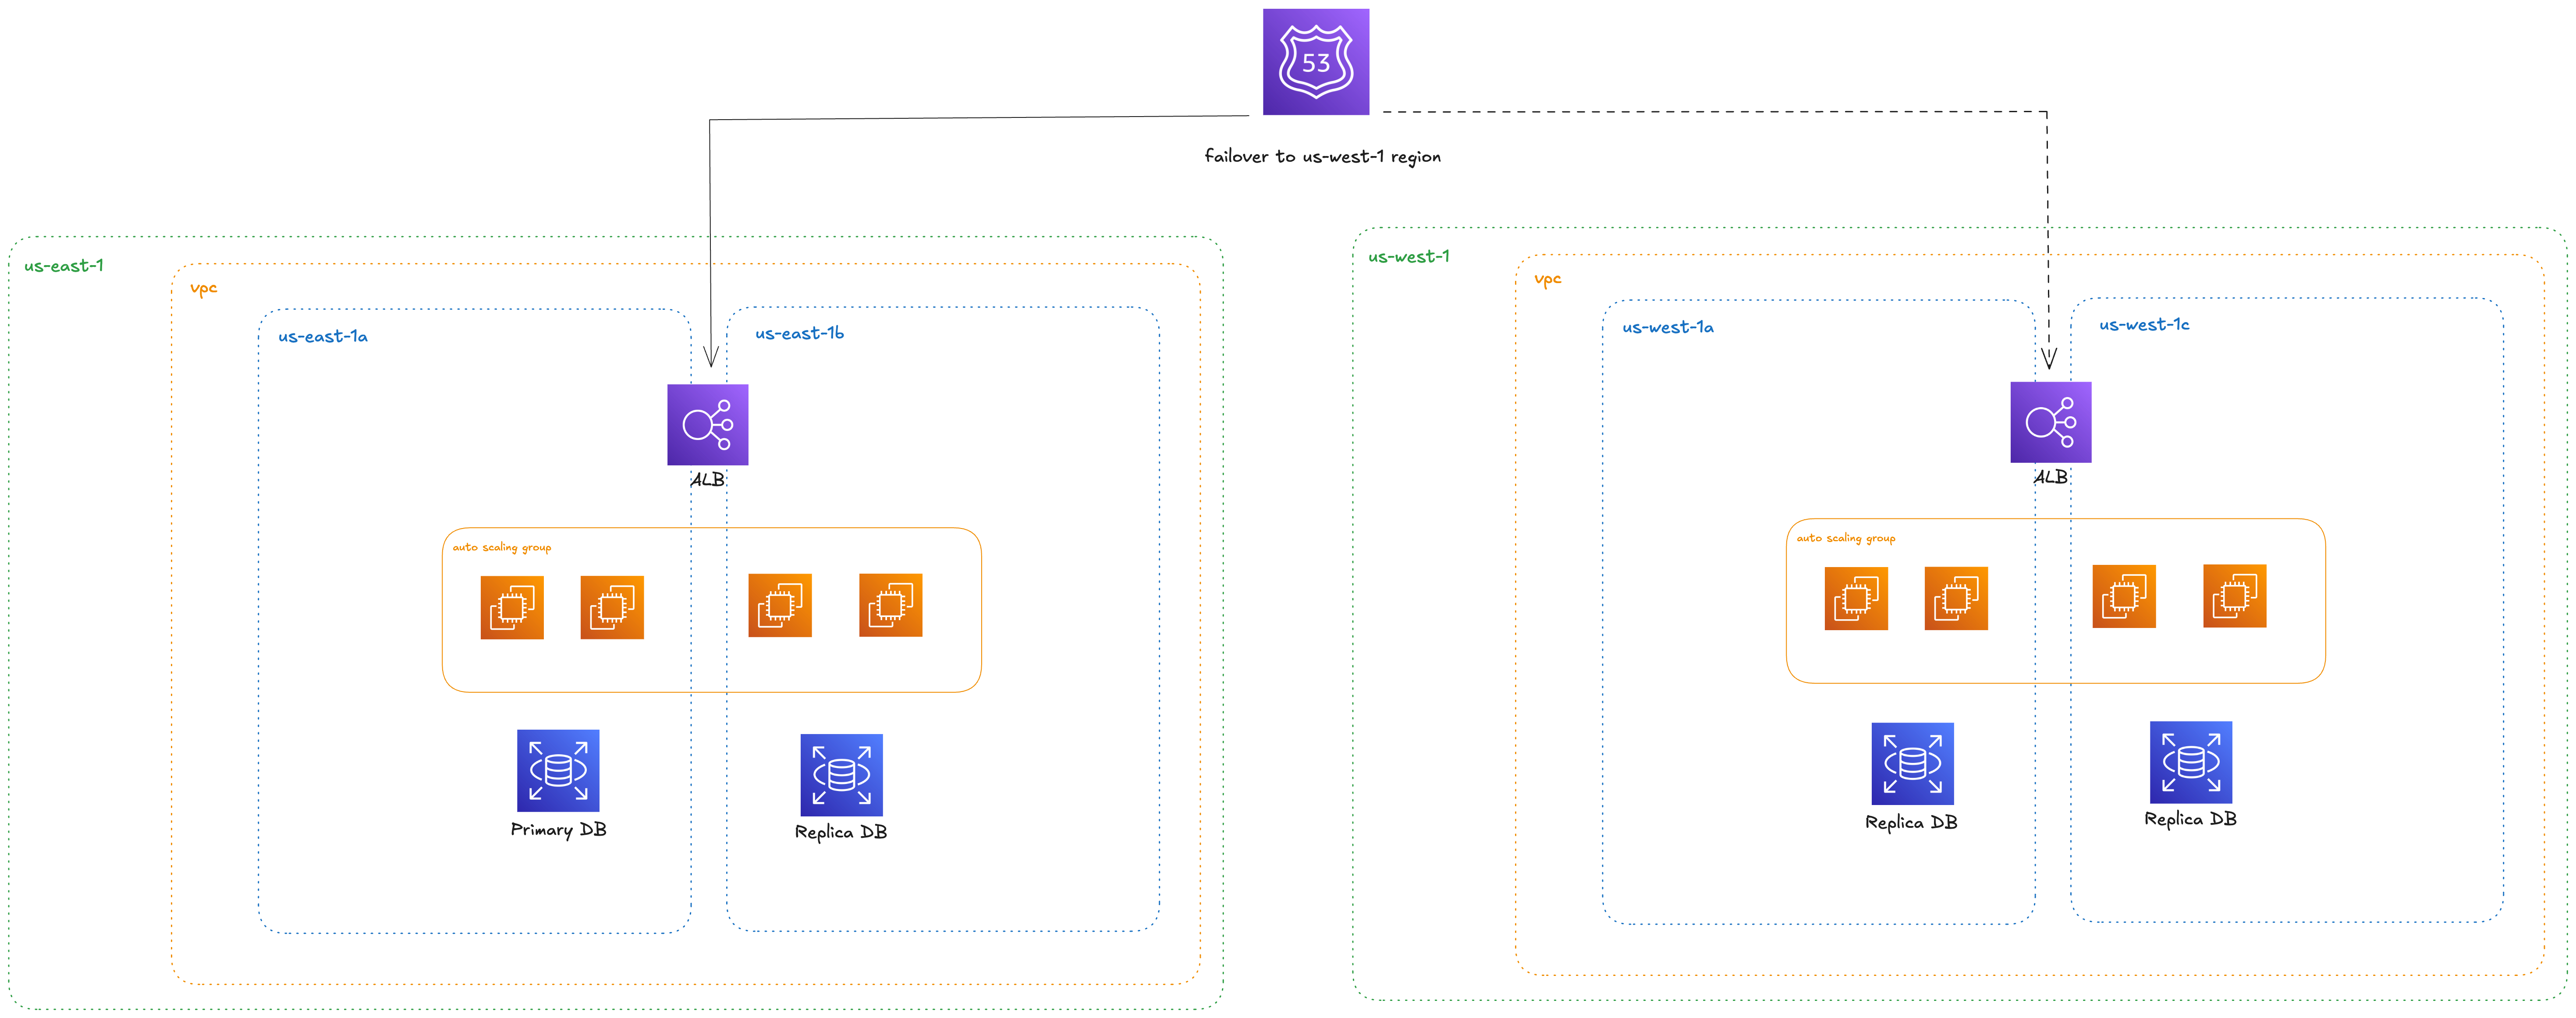 53
failover to us-west-1 region
us-east-1
vpc
us-east-1a
us-east-1b
ALB
auto scaling group
Primary DB
Replica DB
us-west-1
vpc
us-west-1a
us-west-1c
ALB
auto scaling group
Replica DB
Replica DB